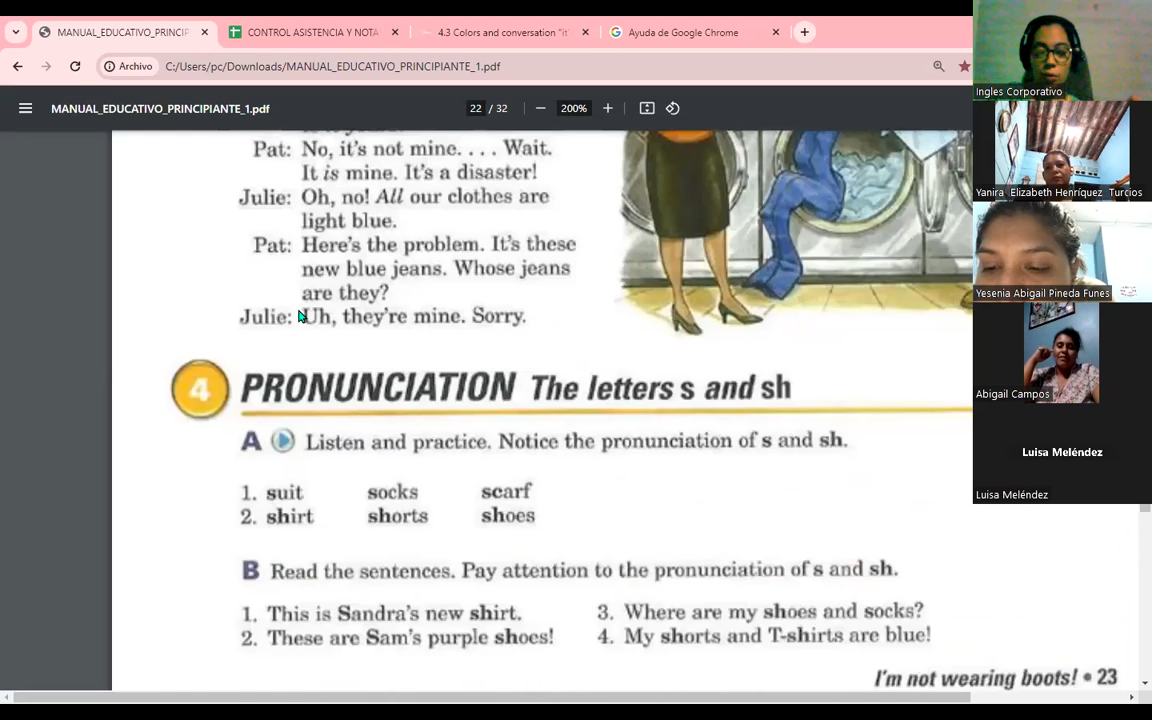 MANUAL_EDUCATIVO_PRINCIP
CONTROL ASISTENCIA Y NOTA
4.3 Colors and conversation "it
Ayuda de Google Chrome
Archivo
C:/Users/pc/Downloads/MANUAL_EDUCATIVO_PRINCIPIANTE_1.pdf
MANUAL_EDUCATIVO_PRINCIPIANTE_1.pdf
22 / 32
200%
Pat: No, it's not mine. . . . Wait.
It is mine. It's a disaster!
Julie: Oh, no! All our clothes are
light blue.
Pat: Here's the problem. It's these
new blue jeans. Whose jeans
are they?
Julie: Uh, they're mine. Sorry.
4 PRONUNCIATION The letters s and sh
A Listen and practice. Notice the pronunciation of s and sh.
1. suit socks scarf
2. shirt shorts shoes
B Read the sentences. Pay attention to the pronunciation of s and sh.
1. This is Sandra's new shirt.
2. These are Sam's purple shoes!
3. Where are my shoes and socks?
4. My shorts and T-shirts are blue!
I'm not wearing boots! • 23
Ingles Corporativo
Yanira Elizabeth Henríquez Turcios
Yesenia Abigail Pineda Funes
Abigail Campos
Luisa Meléndez
Luisa Meléndez